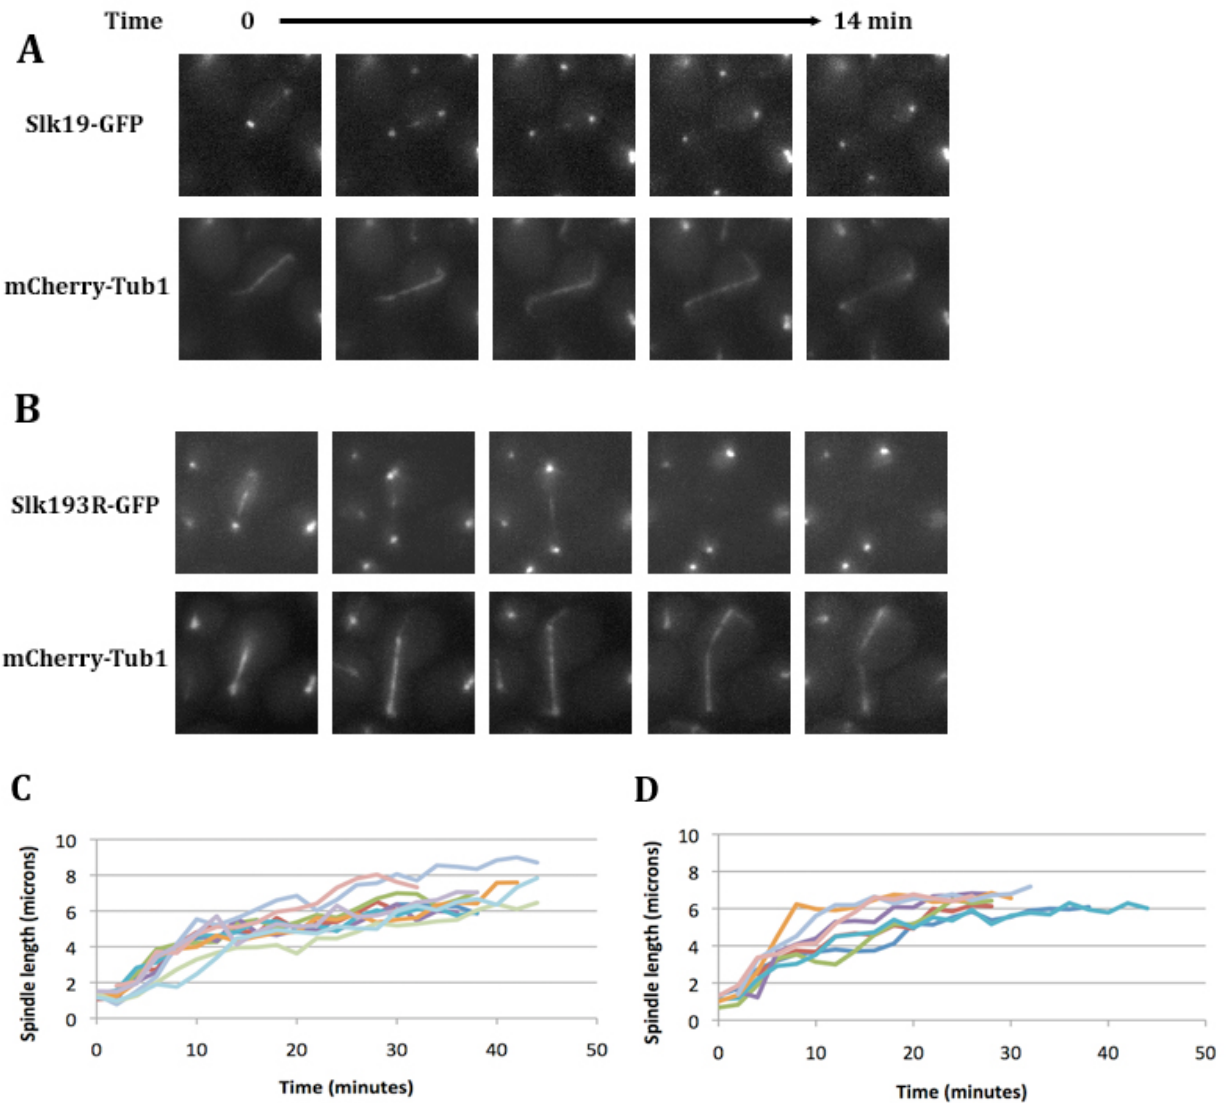 Time 0 14 min
A
Slk19-GFP
mCherry-Tub1
B
Slk193R-GFP
mCherry-Tub1
C
Spindle length (microns)
10
8
6
4
2
0
0 10 20 30 40 50
Time (minutes)
D
Spindle length (microns)
10
8
6
4
2
0
0 10 20 30 40 50
Time (minutes)